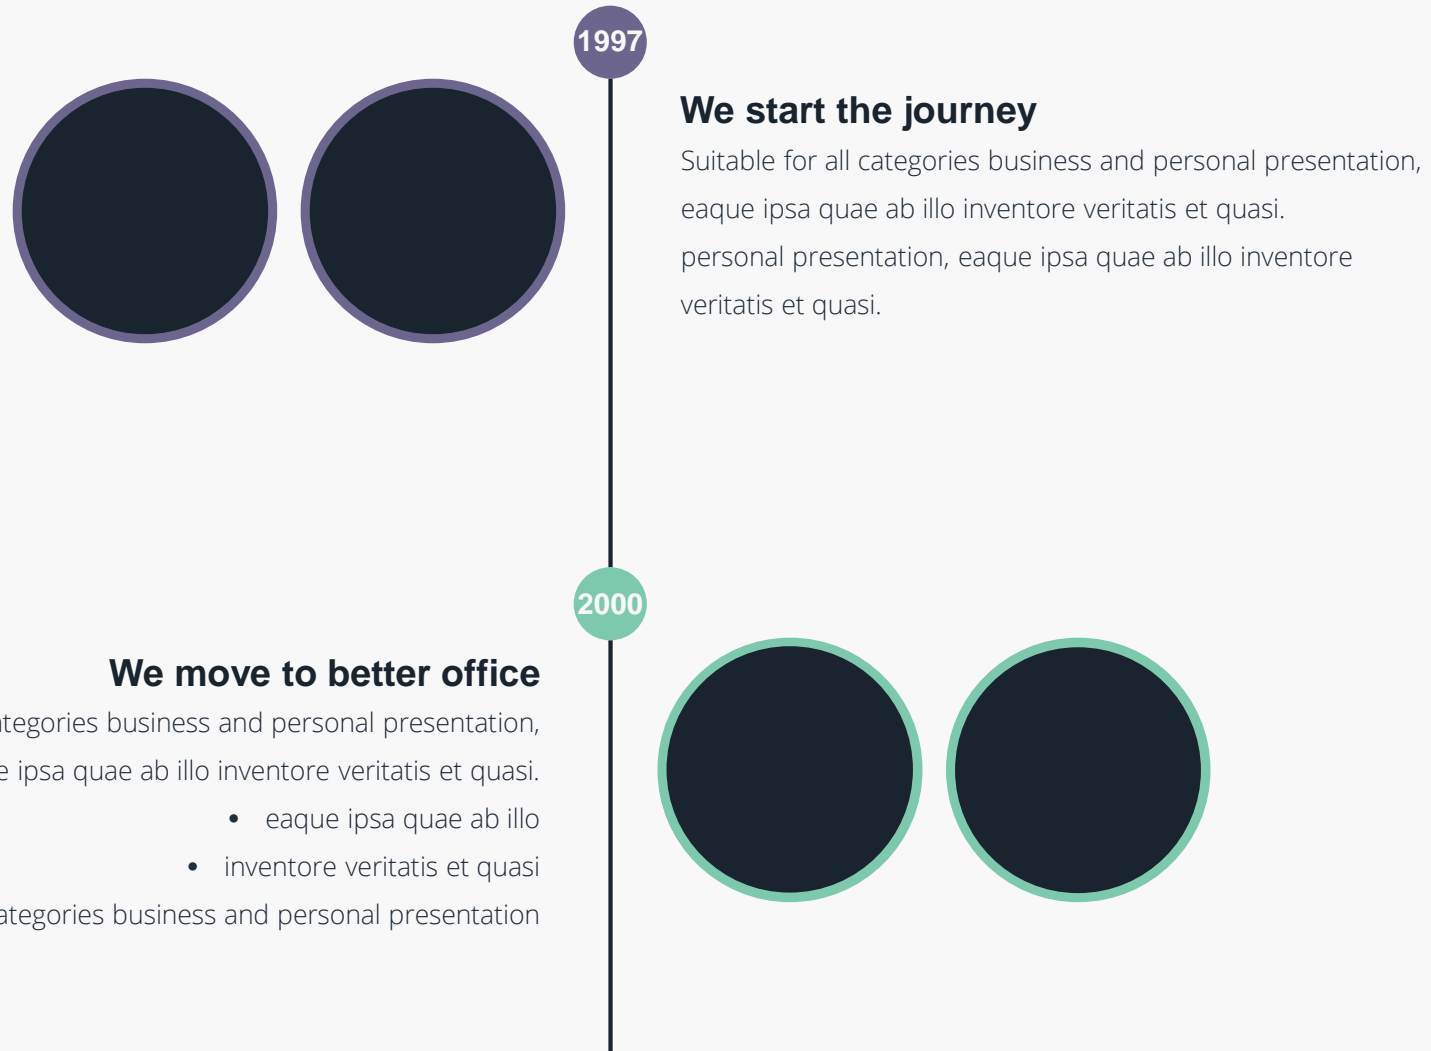 1997
We start the journey
Suitable for all categories business and personal presentation,
eaque ipsa quae ab illo inventore veritatis et quasi.
personal presentation, eaque ipsa quae ab illo inventore
veritatis et quasi.
2000
We move to better office
business and personal presentation,
ipsa quae ab illo inventore veritatis et quasi.
• eaque ipsa quae ab illo
• inventore veritatis et quasi
business and personal presentation